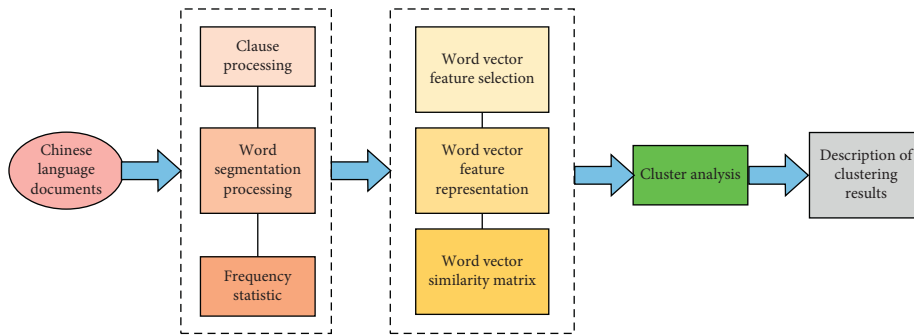 Chinese
language
documents
Clause
processing
Word
segmentation
processing
Frequency
statistic
Word vector
feature selection
Word vector
feature
representation
Word vector
similarity matrix
Cluster analysis
Description of
clustering
results